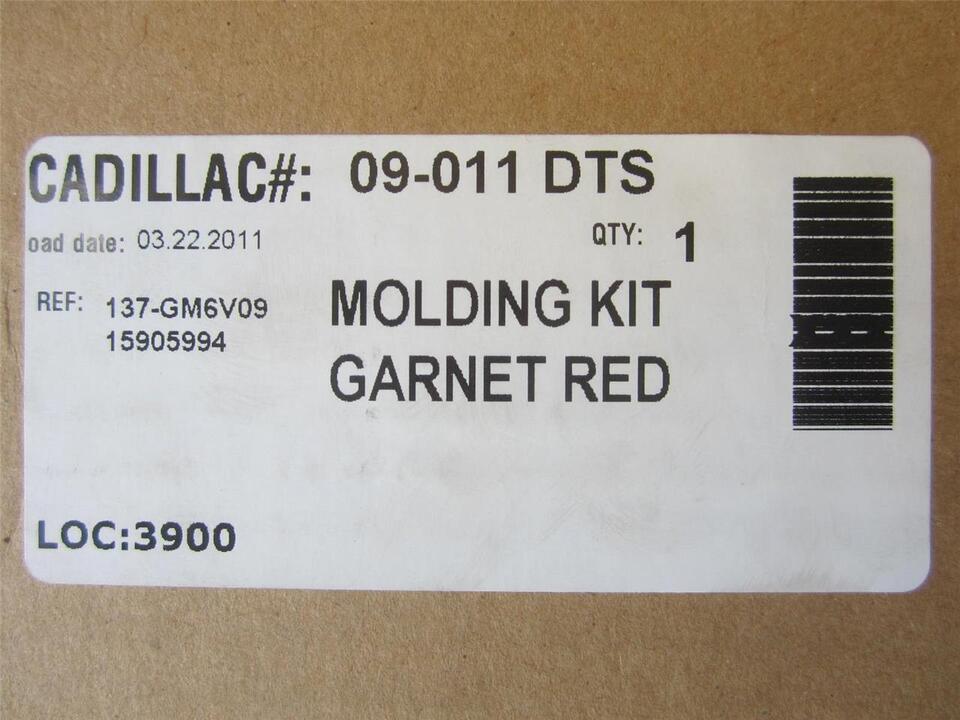 CADILLAC#: 09-011 DTS
oad date: 03.22.2011 QTY: 1
REF: 137-GM6V09
15905994
MOLDING KIT
GARNET RED
LOC:3900